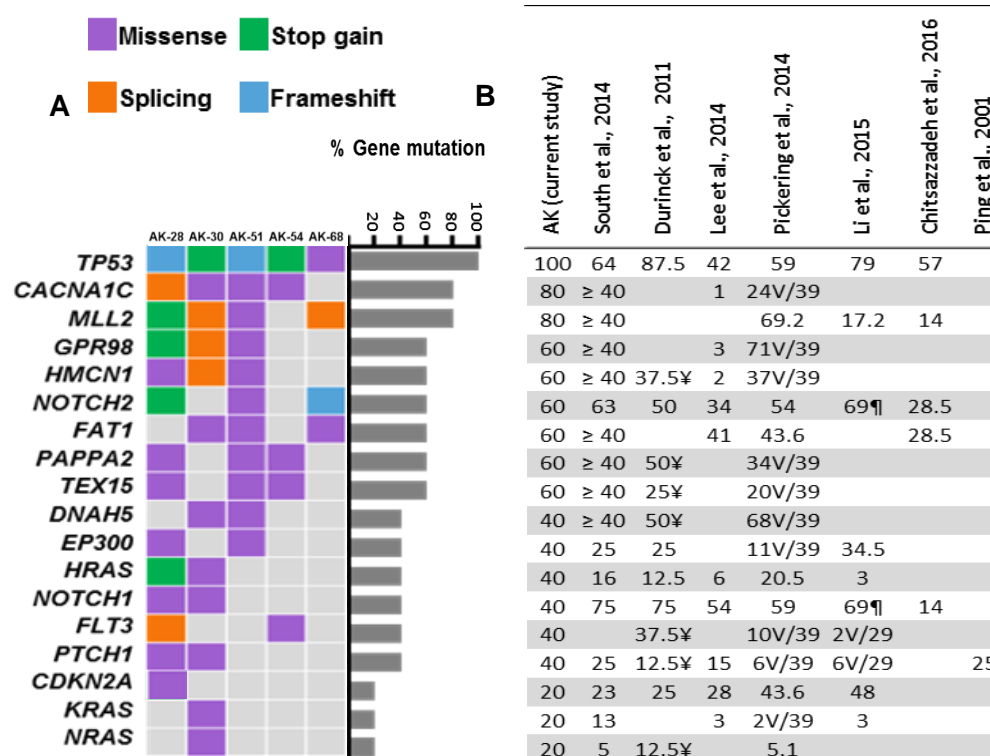 Missense Stop gain
Splicing Frameshift
A
% Gene mutation
20 40 60 80 100
AK-28 AK-30 AK-51 AK-54 AK-68
TP53
CACNA1C
MLL2
GPR98
HMCN1
NOTCH2
FAT1
PAPPA2
TEX15
DNAH5
EP300
HRAS
NOTCH1
FLT3
PTCH1
CDKN2A
KRAS
NRAS
B
AK (current study)
South et al., 2014
Durinck et al., 2011
Lee et al., 2014
Pickering et al., 2014
Li et al., 2015
Chitsazzadeh et al., 2016
Ping et al., 2001
100 64 87.5 42 59 79 57
80 ≥ 40 1 24V/39
80 ≥ 40 69.2 17.2 14
60 ≥ 40 3 71V/39
60 ≥ 40 37.5¥ 2 37V/39
60 63 50 34 54 69¶ 28.5
60 ≥ 40 41 43.6 28.5
60 ≥ 40 50¥ 34V/39
60 ≥ 40 25¥ 20V/39
40 ≥ 40 50¥ 68V/39
40 25 25 11V/39 34.5
40 16 12.5 6 20.5 3
40 75 75 54 59 69¶ 14
40 37.5¥ 10V/39 2V/29
40 25 12.5¥ 15 6V/39 6V/29 25
20 23 25 28 43.6 48
20 13 3 2V/39 3
20 5 12.5¥ 5.1